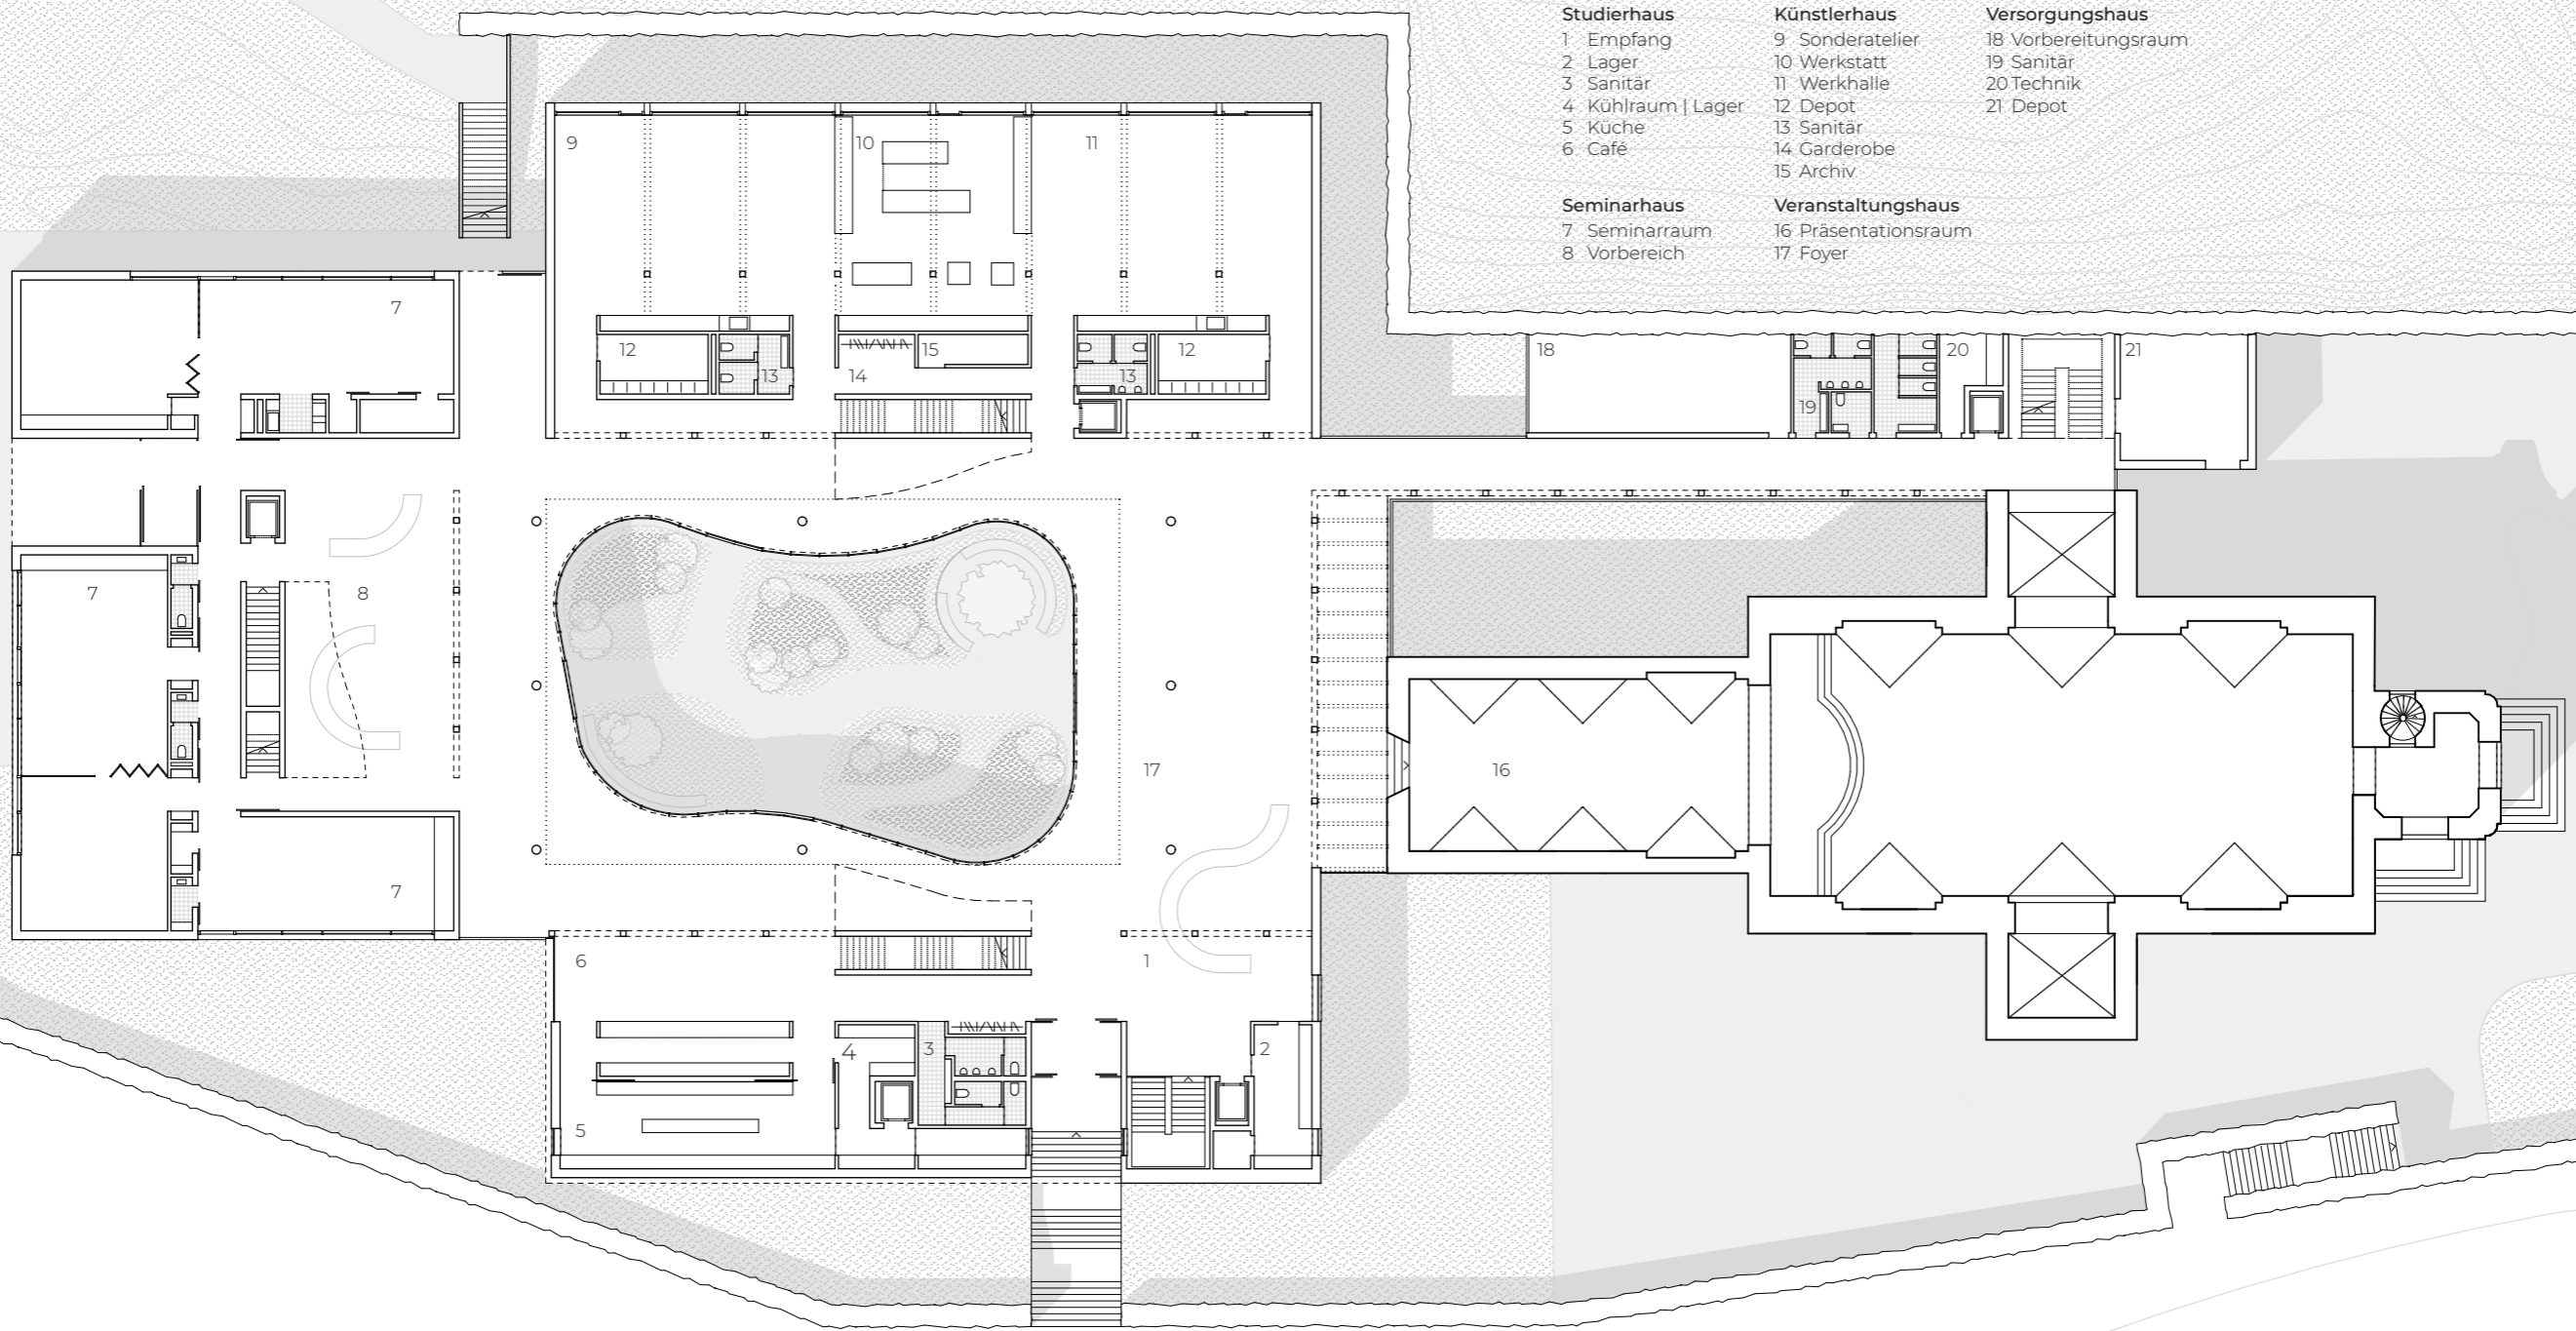 Studierhaus
1 Empfang
2 Lager
3 Sanitär
4 Kühlraum | Lager
5 Küche
6 Café
Künstlerhaus
9 Sonderatelier
10 Werkstatt
11 Werkhalle
12 Depot
13 Sanitär
14 Garderobe
15 Archiv
Versorgungshaus
18 Vorbereitungsraum
19 Sanitär
20 Technik
21 Depot
Seminarhaus
7 Seminarraum
8 Vorbereich
Veranstaltungshaus
16 Präsentationsraum
17 Foyer
9
10
11
7
12
13
15
14
13
12
18
19
20
21
7
8
17
16
7
6
1
4
3
2
5